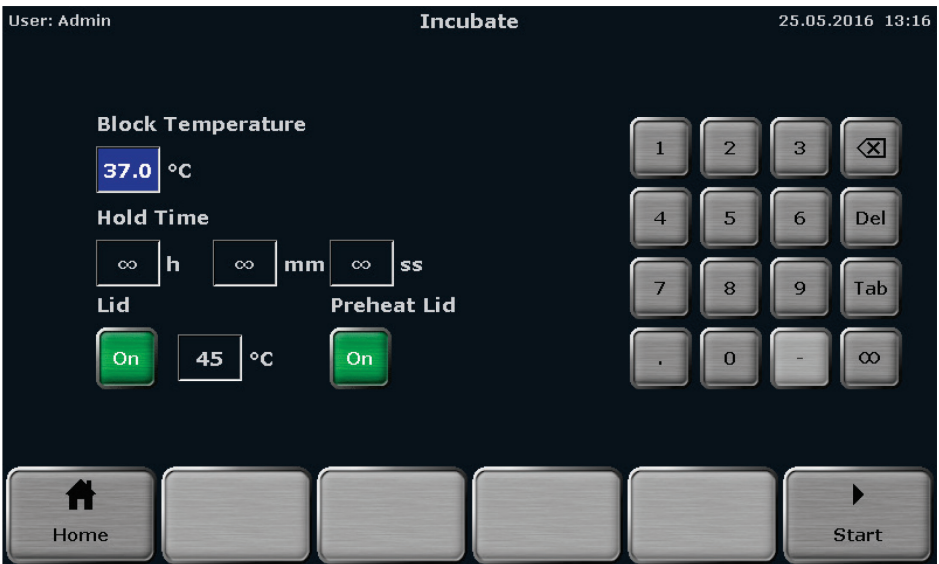 User: Admin Incubate 25.05.2016 13:16
Block Temperature
37.0 °C
Hold Time
∞ h ∞ mm ∞ ss
Lid Preheat Lid
On 45 °C On
1 2 3
4 5 6 Del
7 8 9 Tab
. 0 - ∞
Home Start